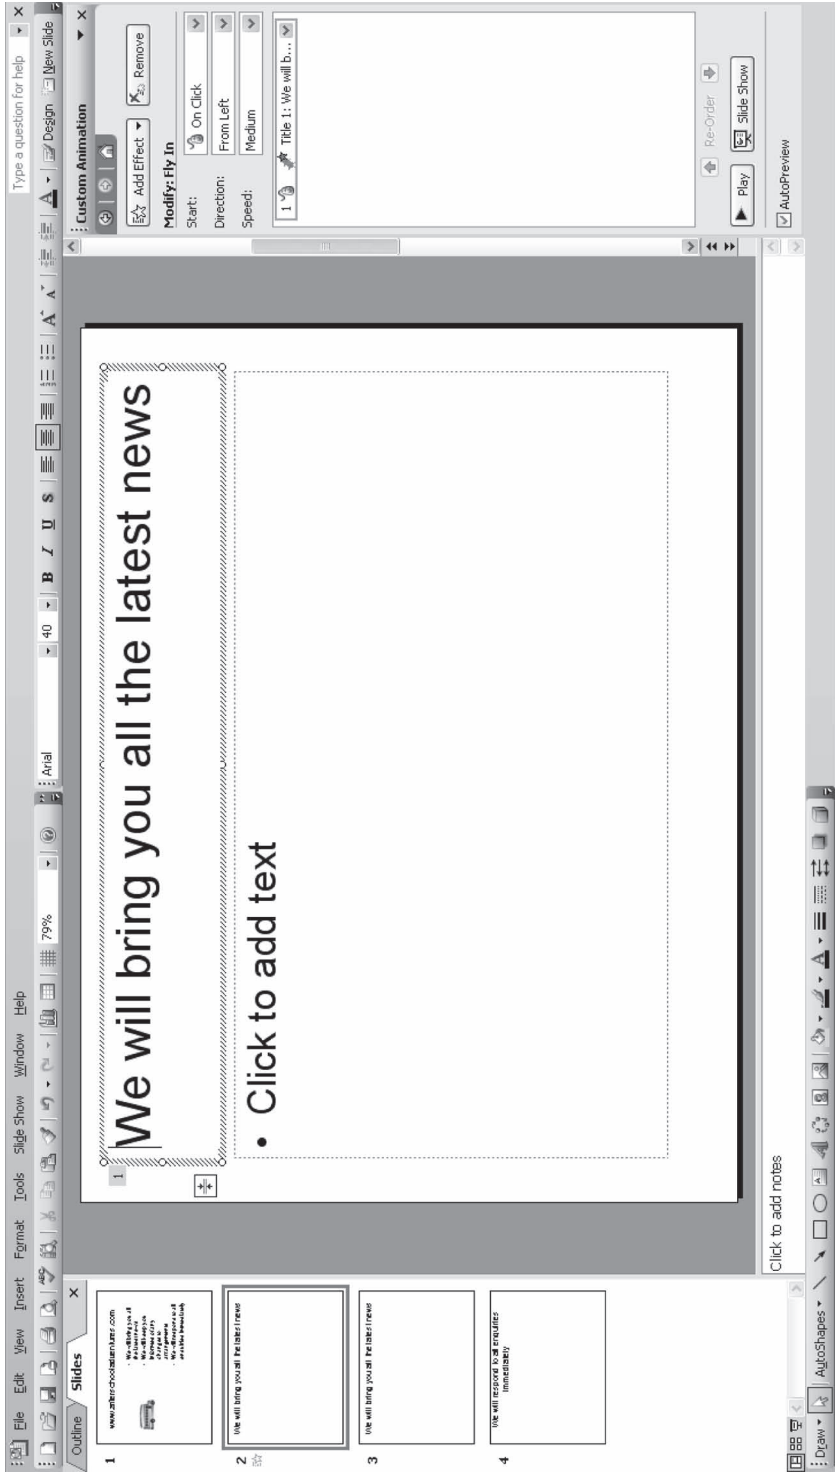 File Edit View Insert Format Tools Slide Show Window Help
Type a question for help
79%
Arial
40
B I U S
A A
A
Design New Slide
Outline Slides
1
www.afterschooladventures.com
2
We will bring you all the latest news
3
We will bring you all the latest news
4
We will respond to all enquiries
immediately
1
We will bring you all the latest news
• Click to add text
Click to add notes
Custom Animation
Add Effect
Remove
Modify: Fly In
Start:
On Click
Direction:
From Left
Speed:
Medium
1 Title 1: We will b...
Re-Order
Play
Slide Show
AutoPreview
Draw
AutoShapes
A
A